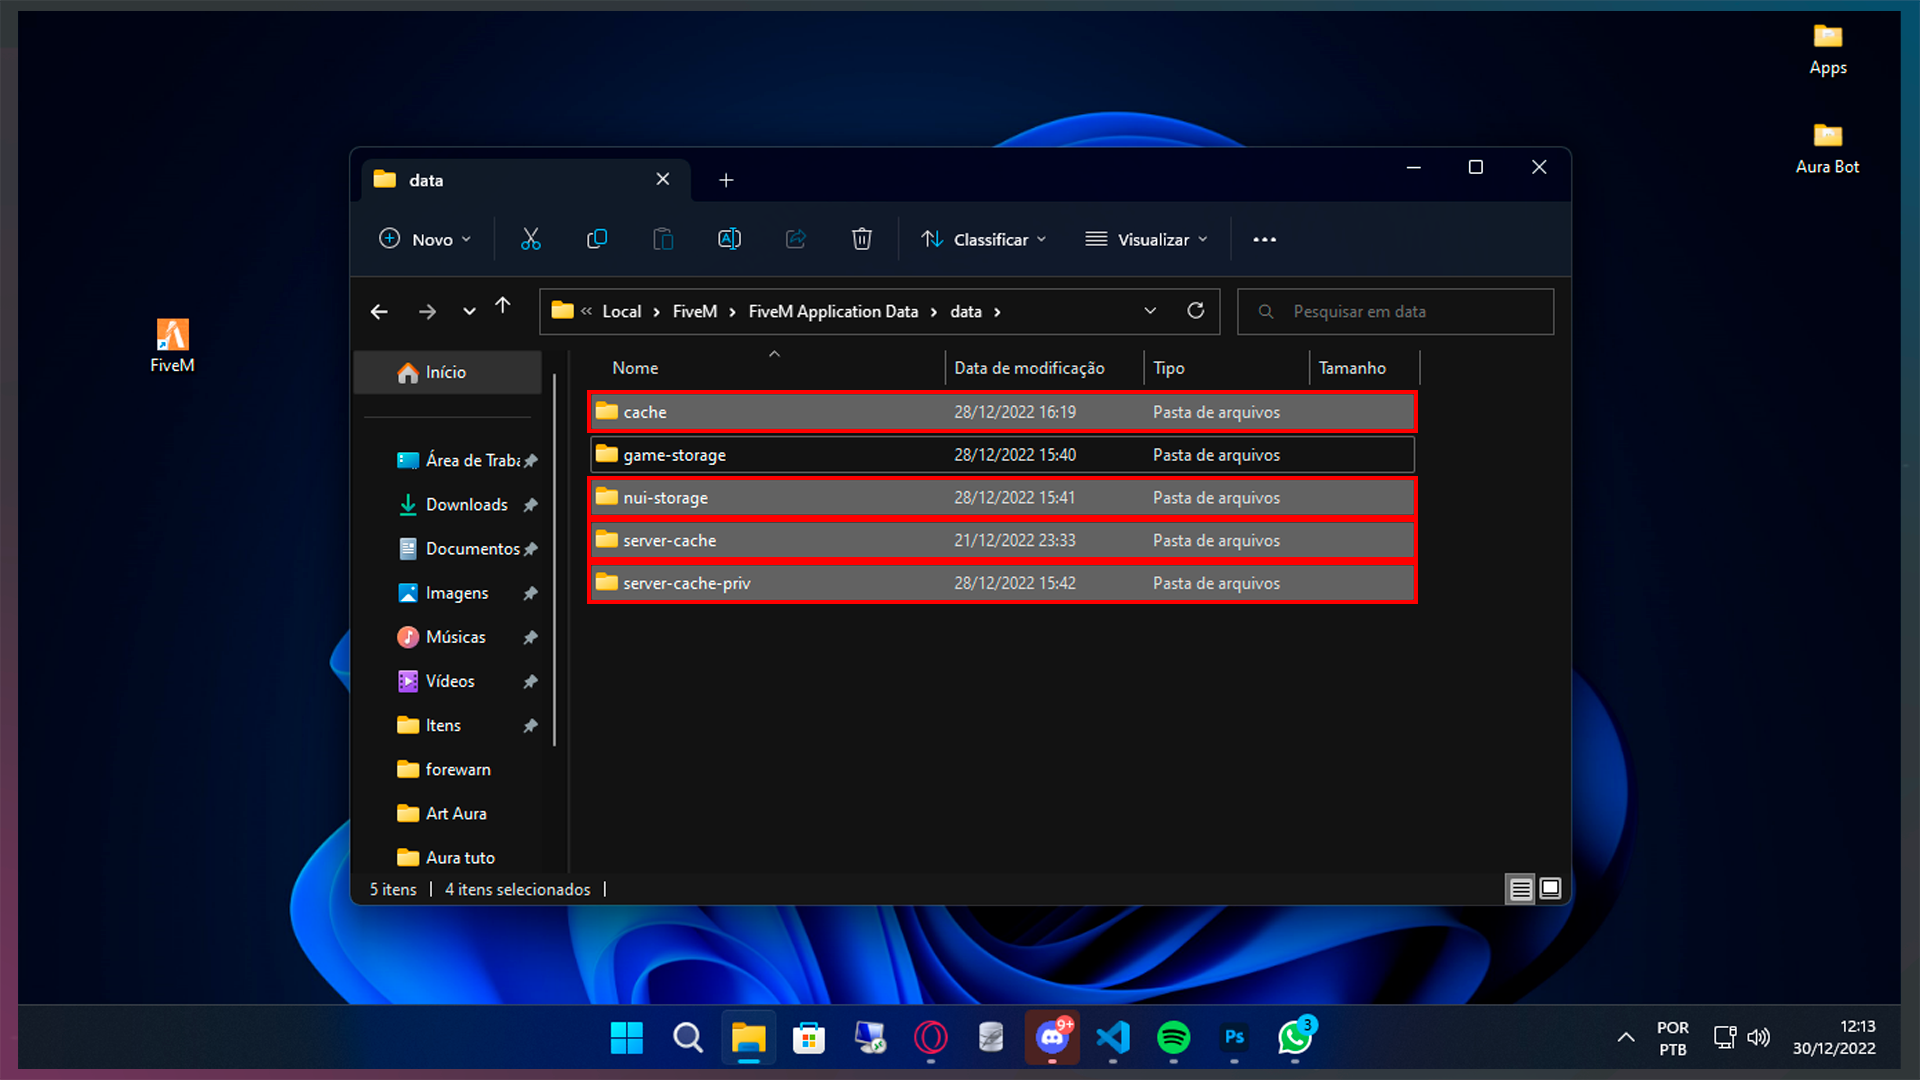 Apps
Aura Bot
FiveM
data
Novo
Classificar
Visualizar
« Local › FiveM › FiveM Application Data › data ›
Pesquisar em data
Início
Área de Traba
Downloads
Documentos
Imagens
Músicas
Vídeos
Itens
forewarn
Art Aura
Aura tuto
Nome Data de modificação Tipo Tamanho
cache 28/12/2022 16:19 Pasta de arquivos
game-storage 28/12/2022 15:40 Pasta de arquivos
nui-storage 28/12/2022 15:41 Pasta de arquivos
server-cache 21/12/2022 23:33 Pasta de arquivos
server-cache-priv 28/12/2022 15:42 Pasta de arquivos
5 itens | 4 itens selecionados |
9+
Ps
3
POR
PTB
12:13
30/12/2022